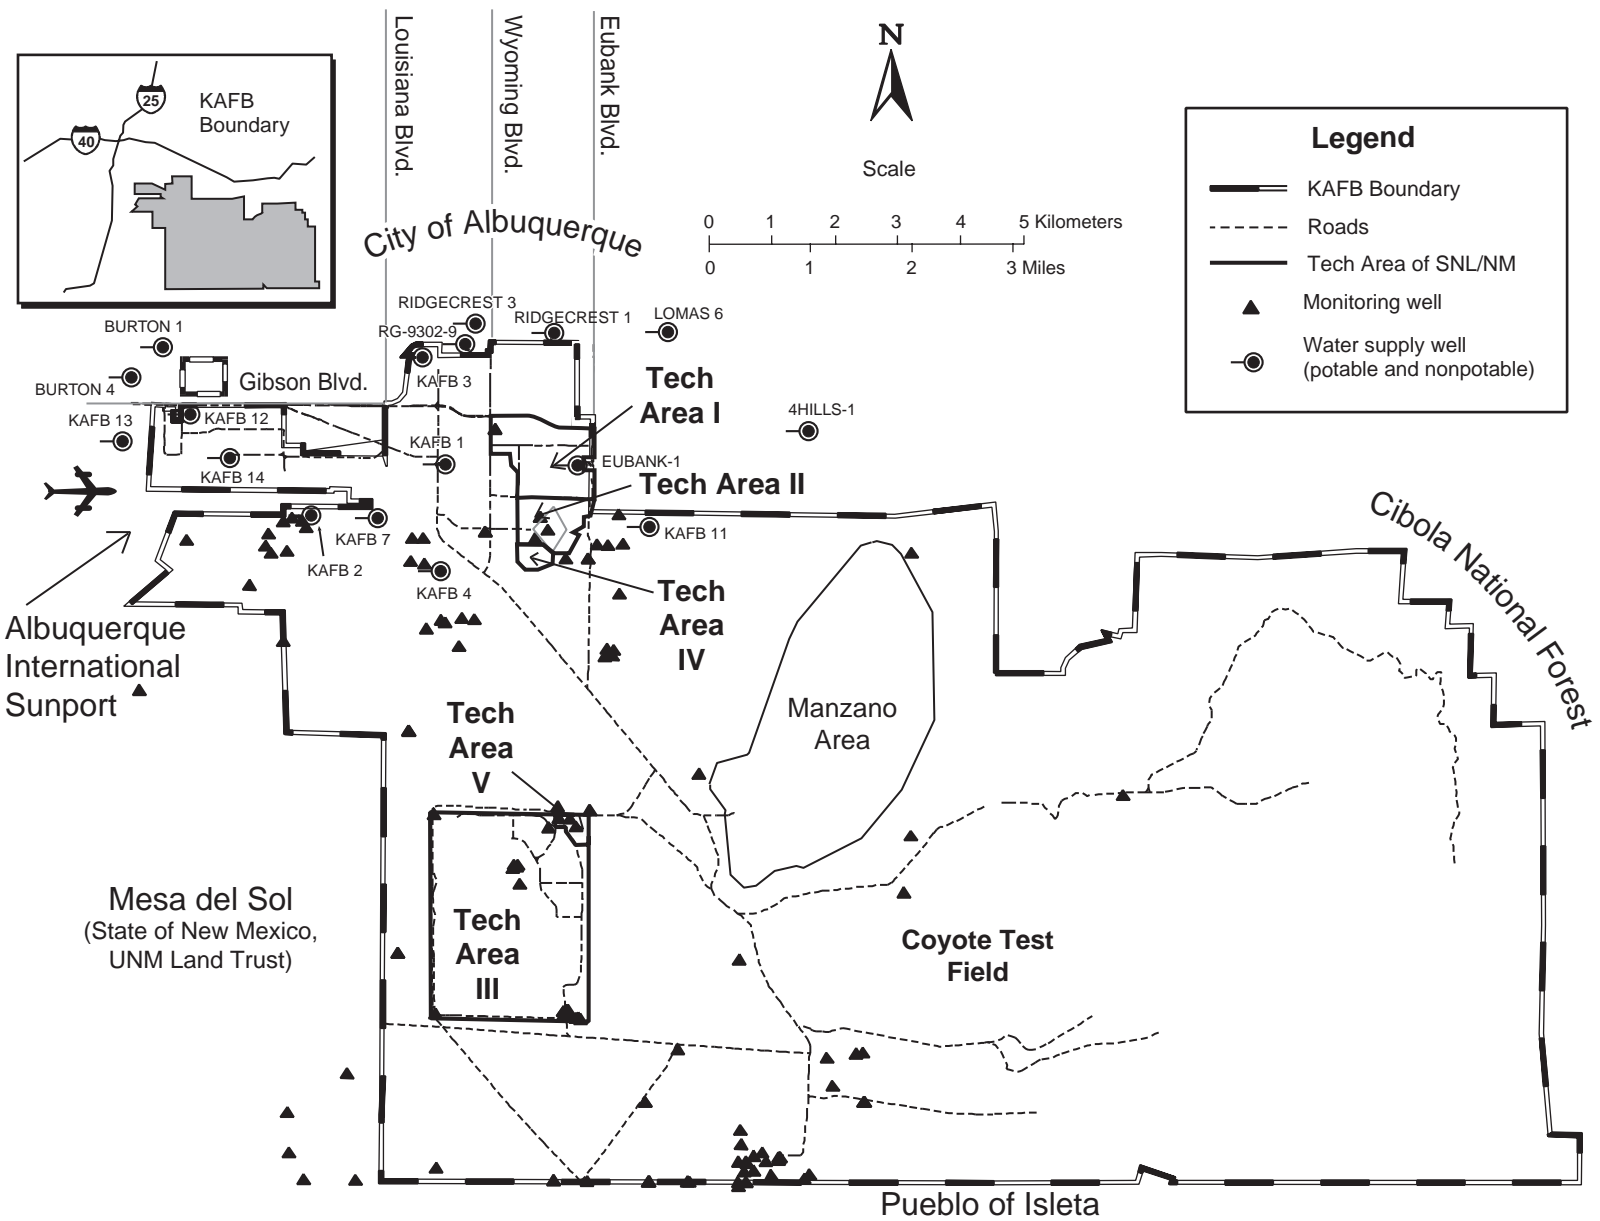 25
KAFB
Boundary
40
Louisiana Blvd.
Wyoming Blvd.
Eubank Blvd.
N
Scale
0 1 2 3 4 5 Kilometers
0 1 2 3 Miles
Legend
KAFB Boundary
Roads
Tech Area of SNL/NM
Monitoring well
Water supply well
(potable and nonpotable)
City of Albuquerque
RIDGECREST 3
RIDGECREST 1
LOMAS 6
BURTON 1
RG-9302-9
BURTON 4
Gibson Blvd.
KAFB 3
Tech
Area I
KAFB 13
KAFB 12
4HILLS-1
KAFB 1
EUBANK-1
KAFB 14
Tech Area II
KAFB 7
KAFB 11
KAFB 2
KAFB 4
Tech
Area
IV
Cibola National Forest
Albuquerque
International
Sunport
Tech
Area
V
Manzano
Area
Mesa del Sol
(State of New Mexico,
UNM Land Trust)
Tech
Area
III
Coyote Test
Field
Pueblo of Isleta